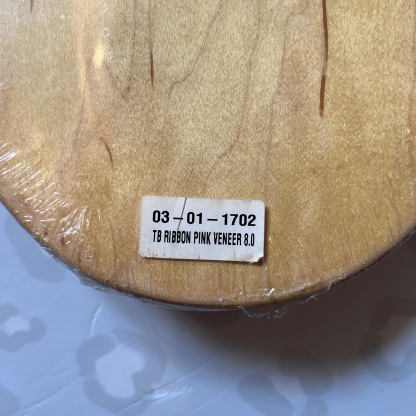 03-01-1702
TB RIBBON PINK VENEER 8.0